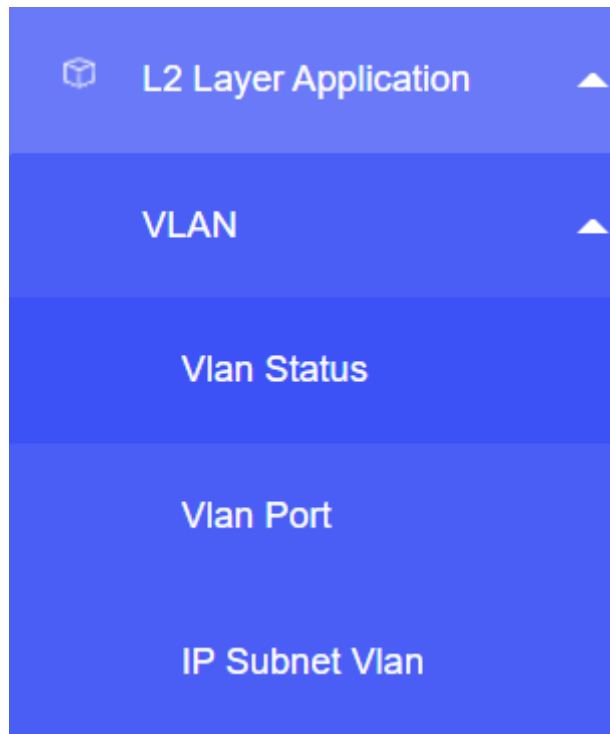 L2 Layer Application
VLAN
Vlan Status
Vlan Port
IP Subnet Vlan